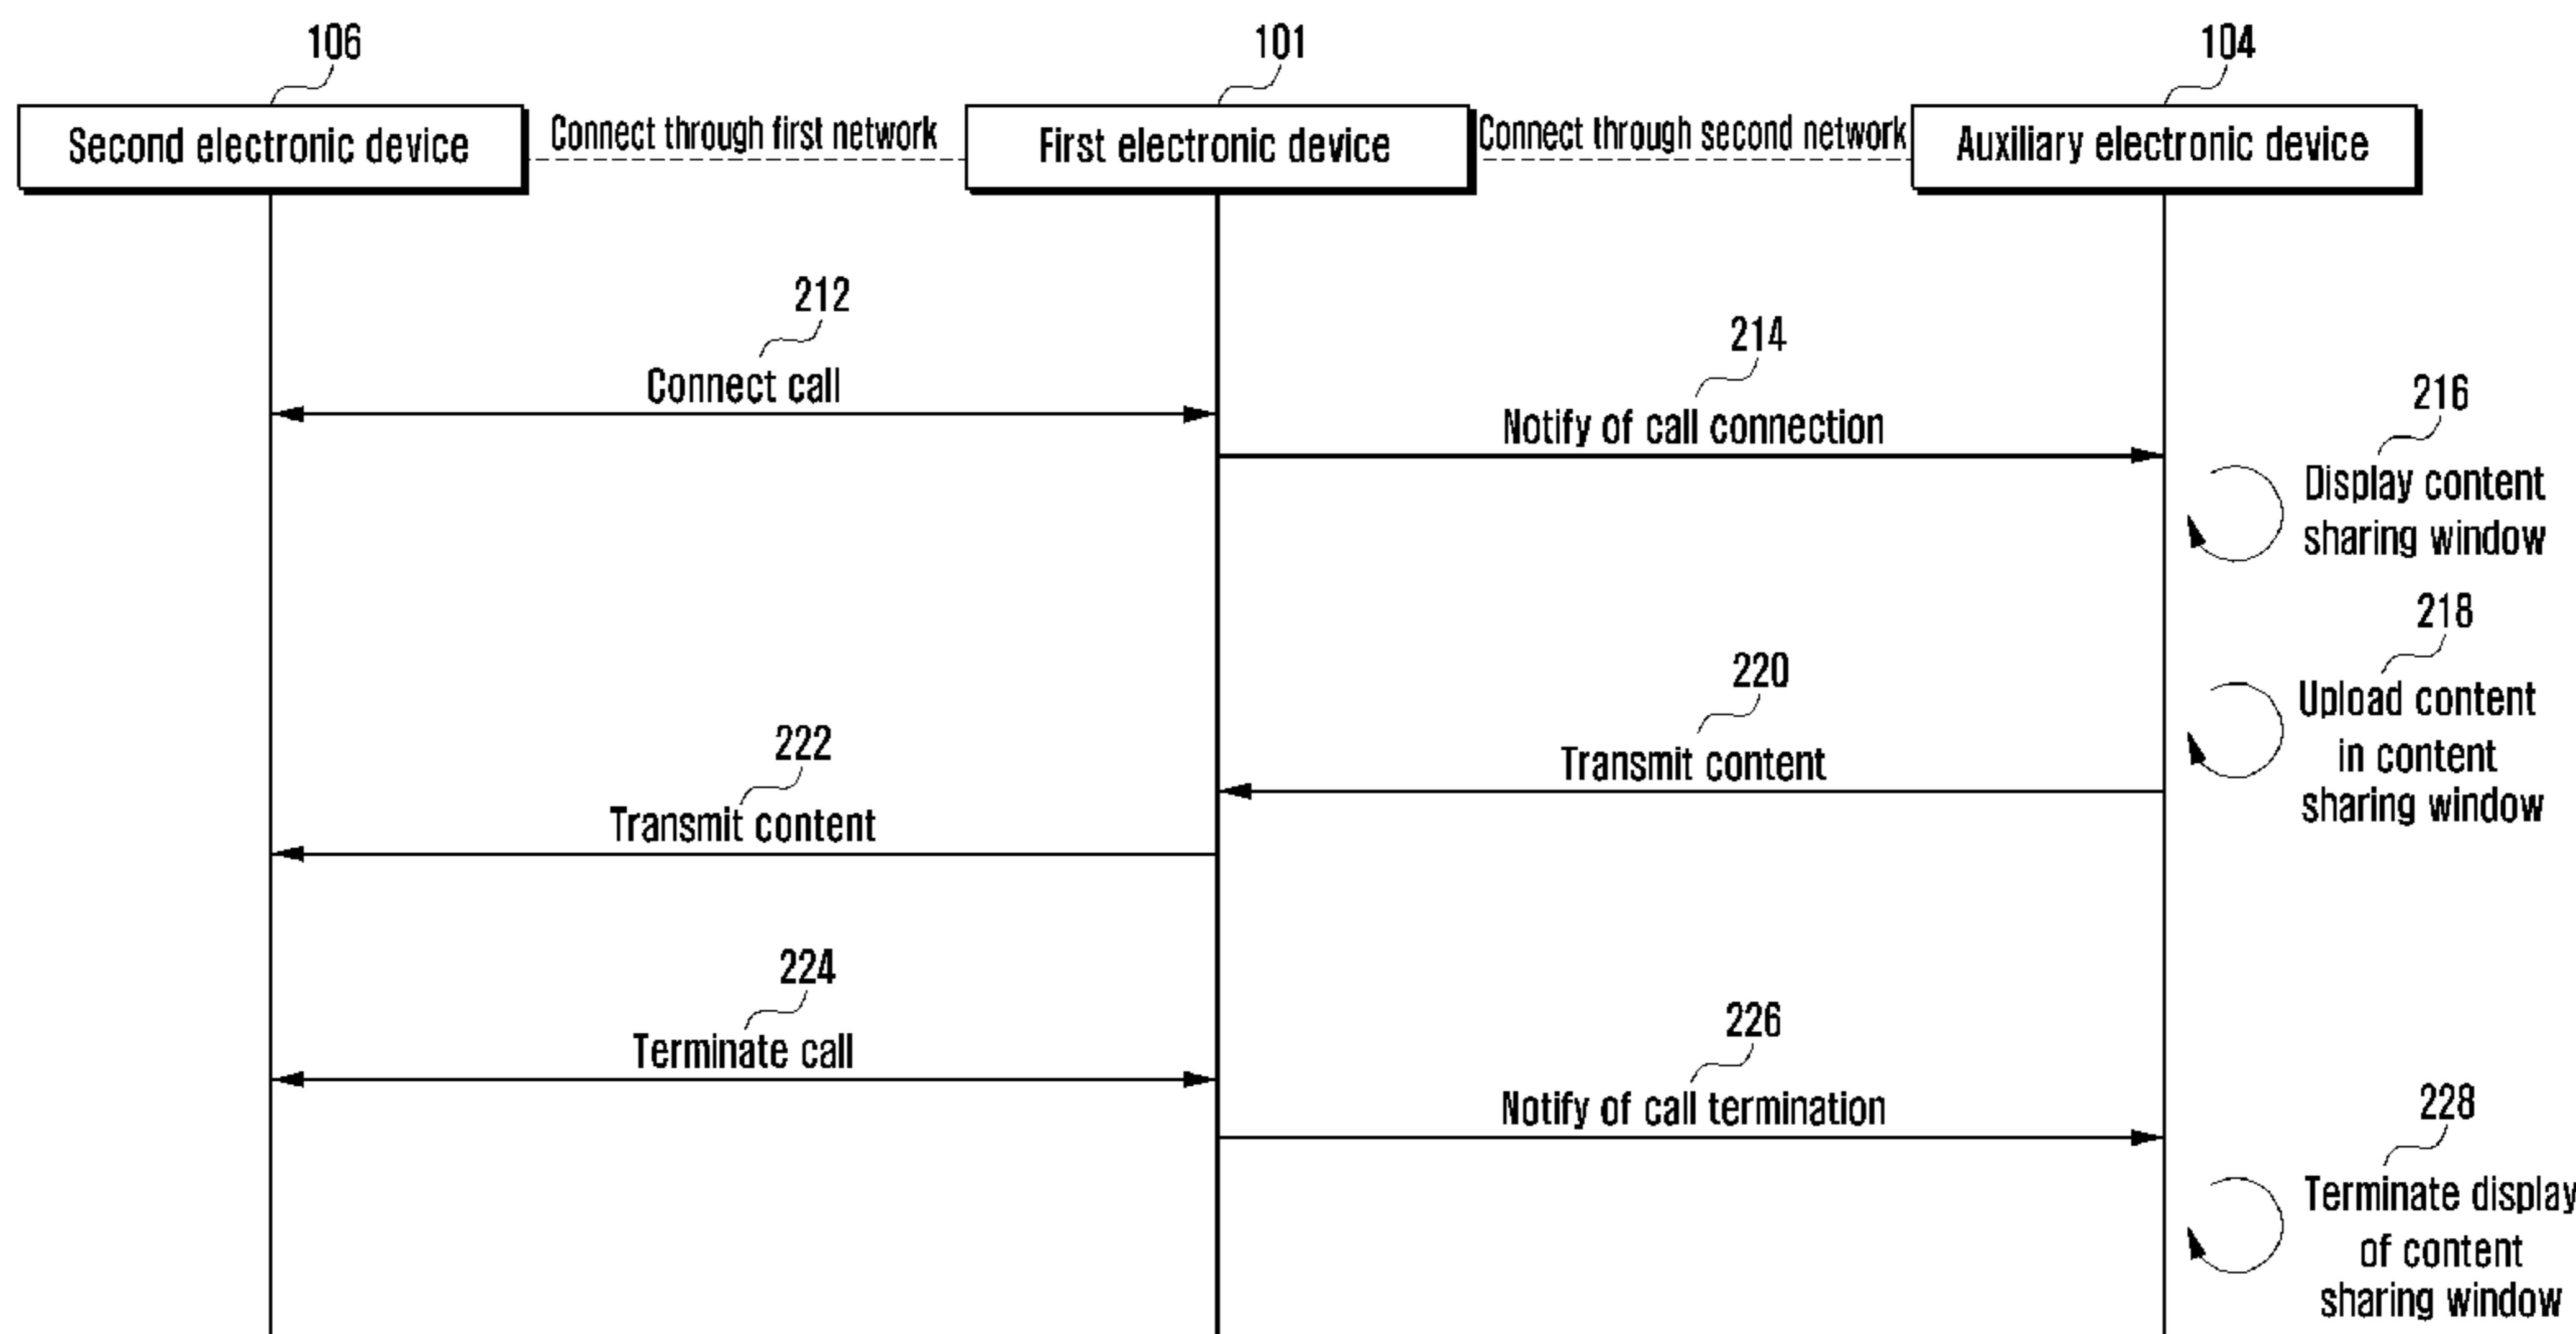 106
101
104
Second electronic device
Connect through first network
First electronic device
Connect through second network
Auxiliary electronic device
212
Connect call
214
Notify of call connection
216
Display content
sharing window
218
Upload content
in content
sharing window
220
Transmit content
222
Transmit content
224
Terminate call
226
Notify of call termination
228
Terminate display
of content
sharing window